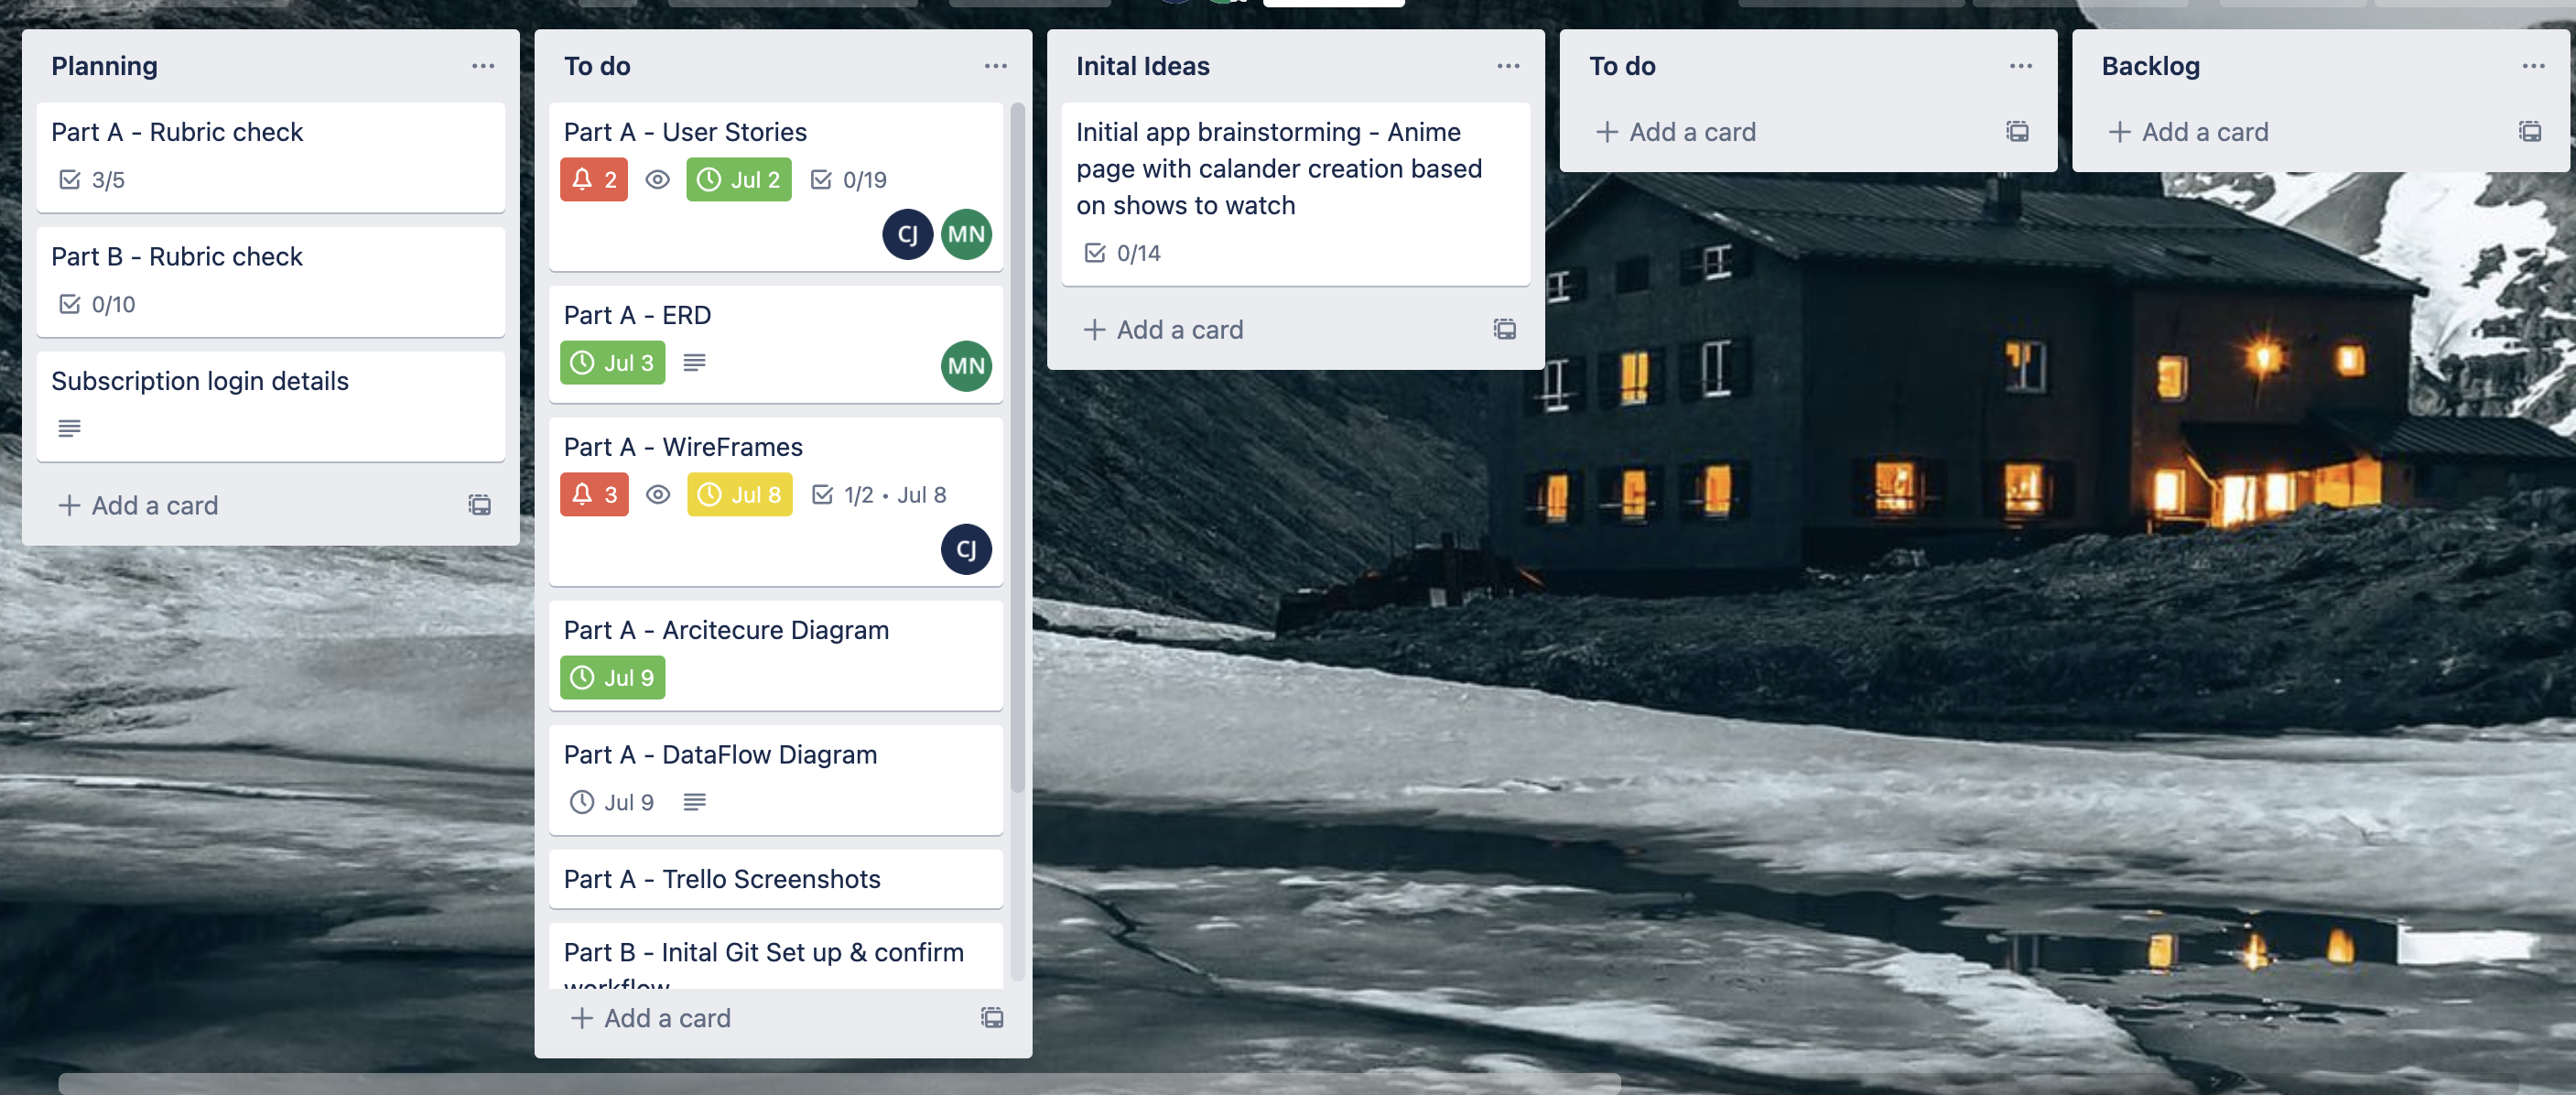 Planning
Part A - Rubric check
3/5
Part B - Rubric check
0/10
Subscription login details
Add a card
To do
Part A - User Stories
2 Jul 2 0/19
CJ MN
Part A - ERD
Jul 3
MN
Part A - WireFrames
3 Jul 8 1/2 • Jul 8
CJ
Part A - Arcitecure Diagram
Jul 9
Part A - DataFlow Diagram
Jul 9
Part A - Trello Screenshots
Part B - Inital Git Set up & confirm
workflow
Add a card
Inital Ideas
Initial app brainstorming - Anime
page with calander creation based
on shows to watch
0/14
Add a card
To do
Add a card
Backlog
Add a card